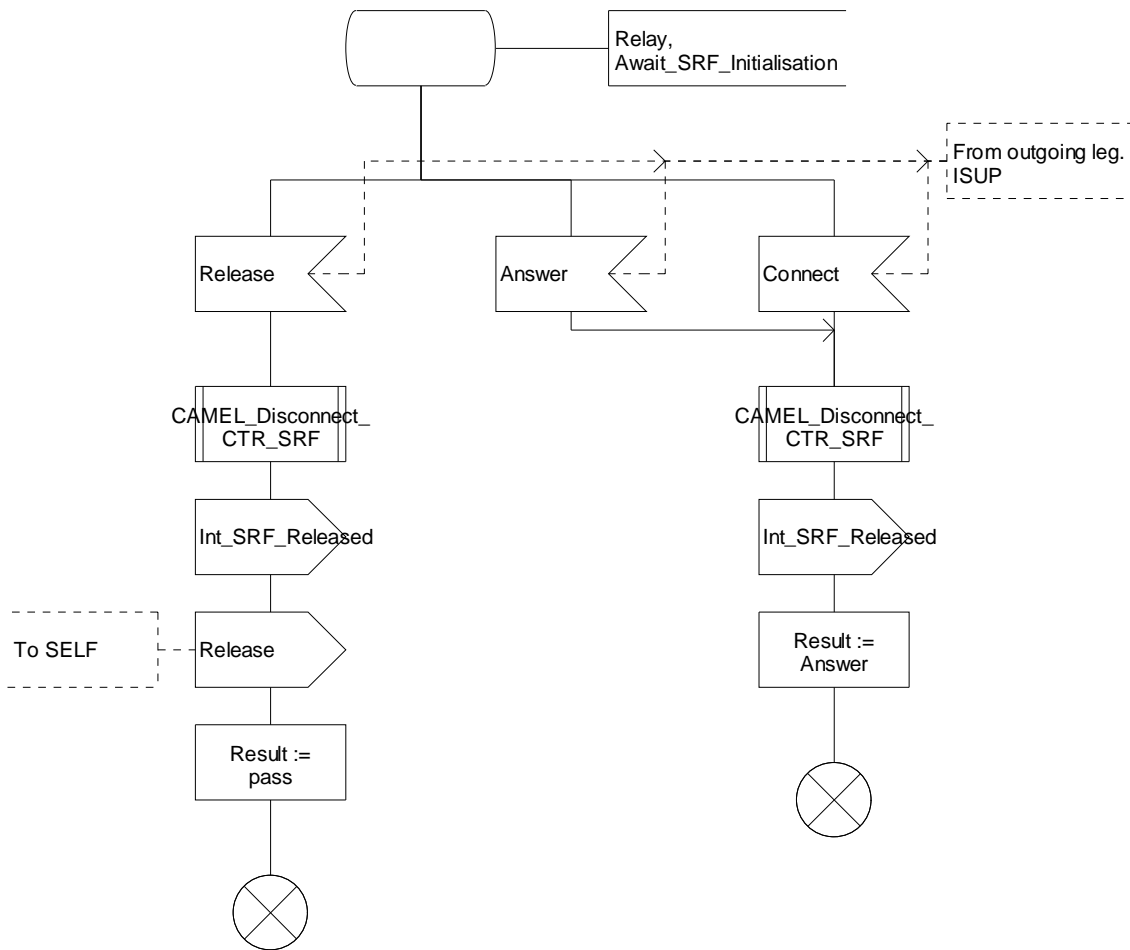 Relay,
Await_SRF_Initialisation
From outgoing leg.
ISUP
Release
Answer
Connect
CAMEL_Disconnect_
CTR_SRF
CAMEL_Disconnect_
CTR_SRF
Int_SRF_Released
Int_SRF_Released
To SELF
Release
Result :=
Answer
Result :=
pass